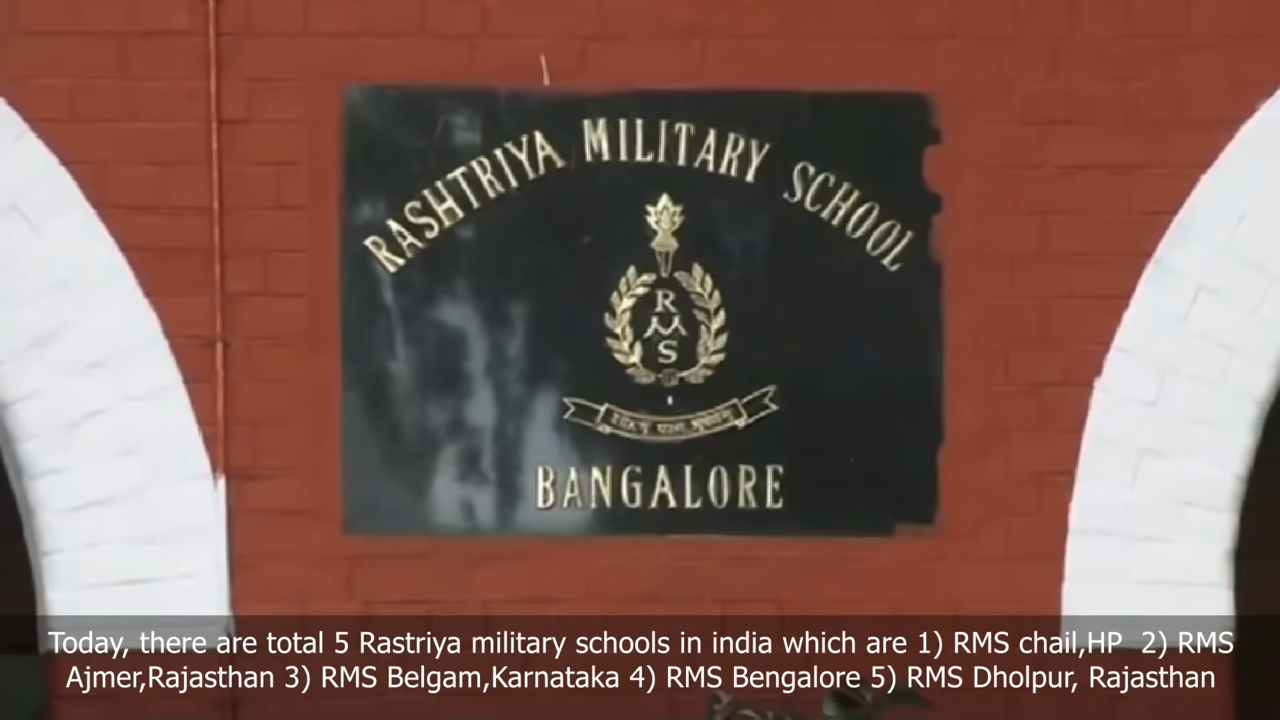 RASHTRIYA MILITARY SCHOOL
R
M
S
BANGALORE
Today, there are total 5 Rastriya military schools in india which are 1) RMS chail,HP 2) RMS
Ajmer,Rajasthan 3) RMS Belgam,Karnataka 4) RMS Bengalore 5) RMS Dholpur, Rajasthan